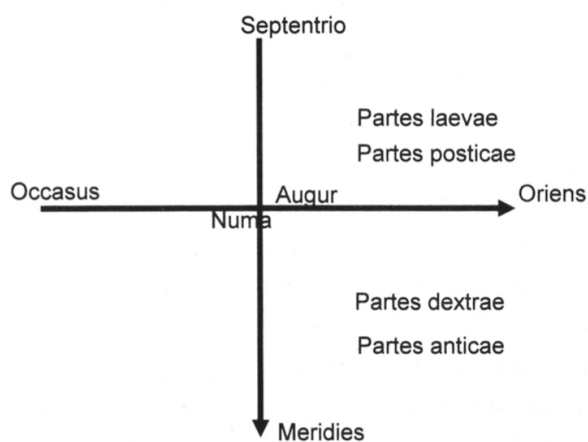 Septentrio
Partes laevae
Partes posticae
Occasus
Augur
Oriens
Numa
Partes dextrae
Partes anticae
Meridies